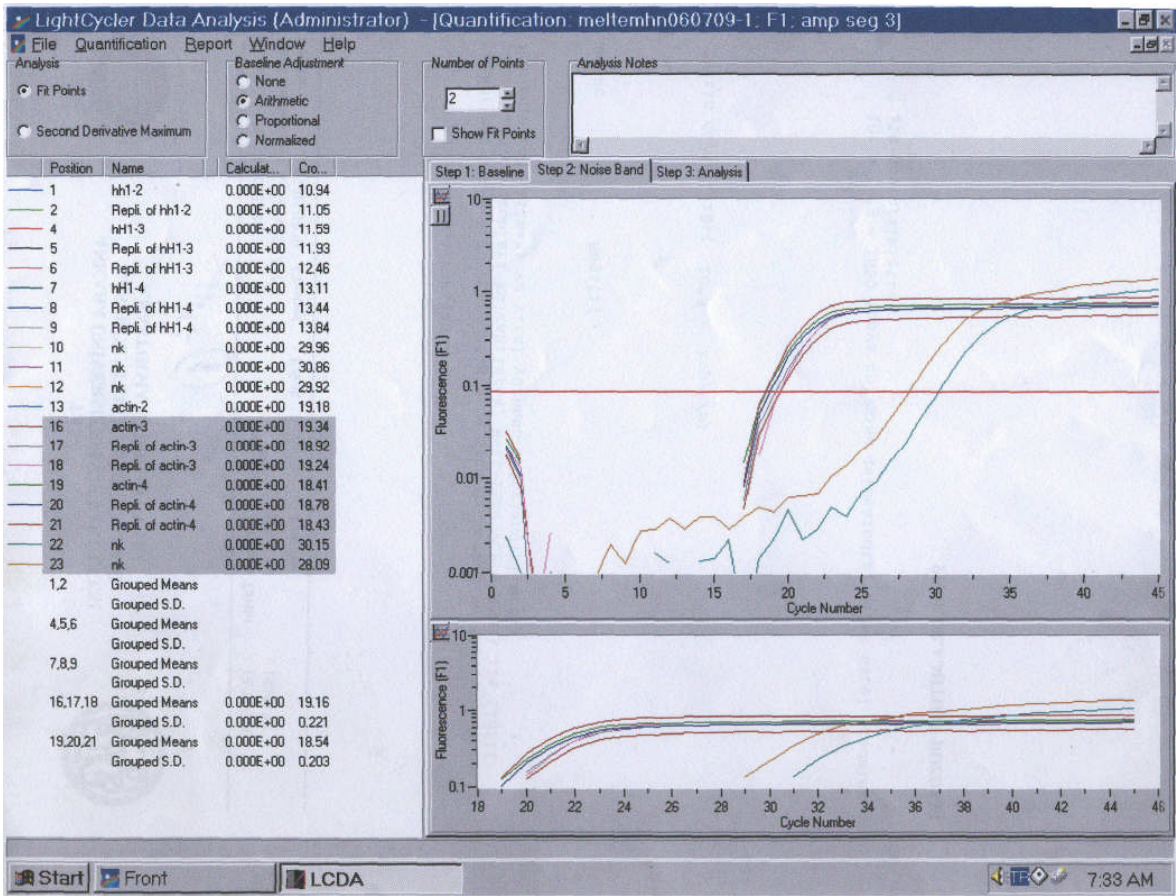 LightCycler Data Analysis (Administrator) - [Quantification: meltemhn060709-1; F1; amp seg 3]
File Quantification Report Window Help
Analysis
Fit Points
Second Derivative Maximum
Baseline Adjustment
None
Arithmetic
Proportional
Normalized
Number of Points
2
Show Fit Points
Analysis Notes
Position Name Calculat... Cro...
1 hh1-2 0.000E+00 10.94
2 Repli. of hh1-2 0.000E+00 11.05
4 hH1-3 0.000E+00 11.59
5 Repli. of hH1-3 0.000E+00 11.93
6 Repli. of hH1-3 0.000E+00 12.46
7 hH1-4 0.000E+00 13.11
8 Repli. of HH1-4 0.000E+00 13.44
9 Repli. of HH1-4 0.000E+00 13.84
10 nk 0.000E+00 29.96
11 nk 0.000E+00 30.86
12 nk 0.000E+00 29.92
13 actin-2 0.000E+00 19.18
16 actin-3 0.000E+00 19.34
17 Repli. of actin-3 0.000E+00 18.92
18 Repli. of actin-3 0.000E+00 19.24
19 actin-4 0.000E+00 18.41
20 Repli. of actin-4 0.000E+00 18.78
21 Repli. of actin-4 0.000E+00 18.43
22 nk 0.000E+00 30.15
23 nk 0.000E+00 28.09
1,2 Grouped Means
Grouped S.D.
4,5,6 Grouped Means
Grouped S.D.
7,8,9 Grouped Means
Grouped S.D.
16,17,18 Grouped Means 0.000E+00 19.16
Grouped S.D. 0.000E+00 0.221
19,20,21 Grouped Means 0.000E+00 18.54
Grouped S.D. 0.000E+00 0.203
Step 1: Baseline Step 2: Noise Band Step 3: Analysis
Fluorescence (F1)
10
1
0.1
0.01
0.001
0 5 10 15 20 25 30 35 40 45
Cycle Number
Fluorescence (F1)
10
1
0.1
18 20 22 24 26 28 30 32 34 36 38 40 42 44 46
Cycle Number
Start Front LCDA 7:33 AM